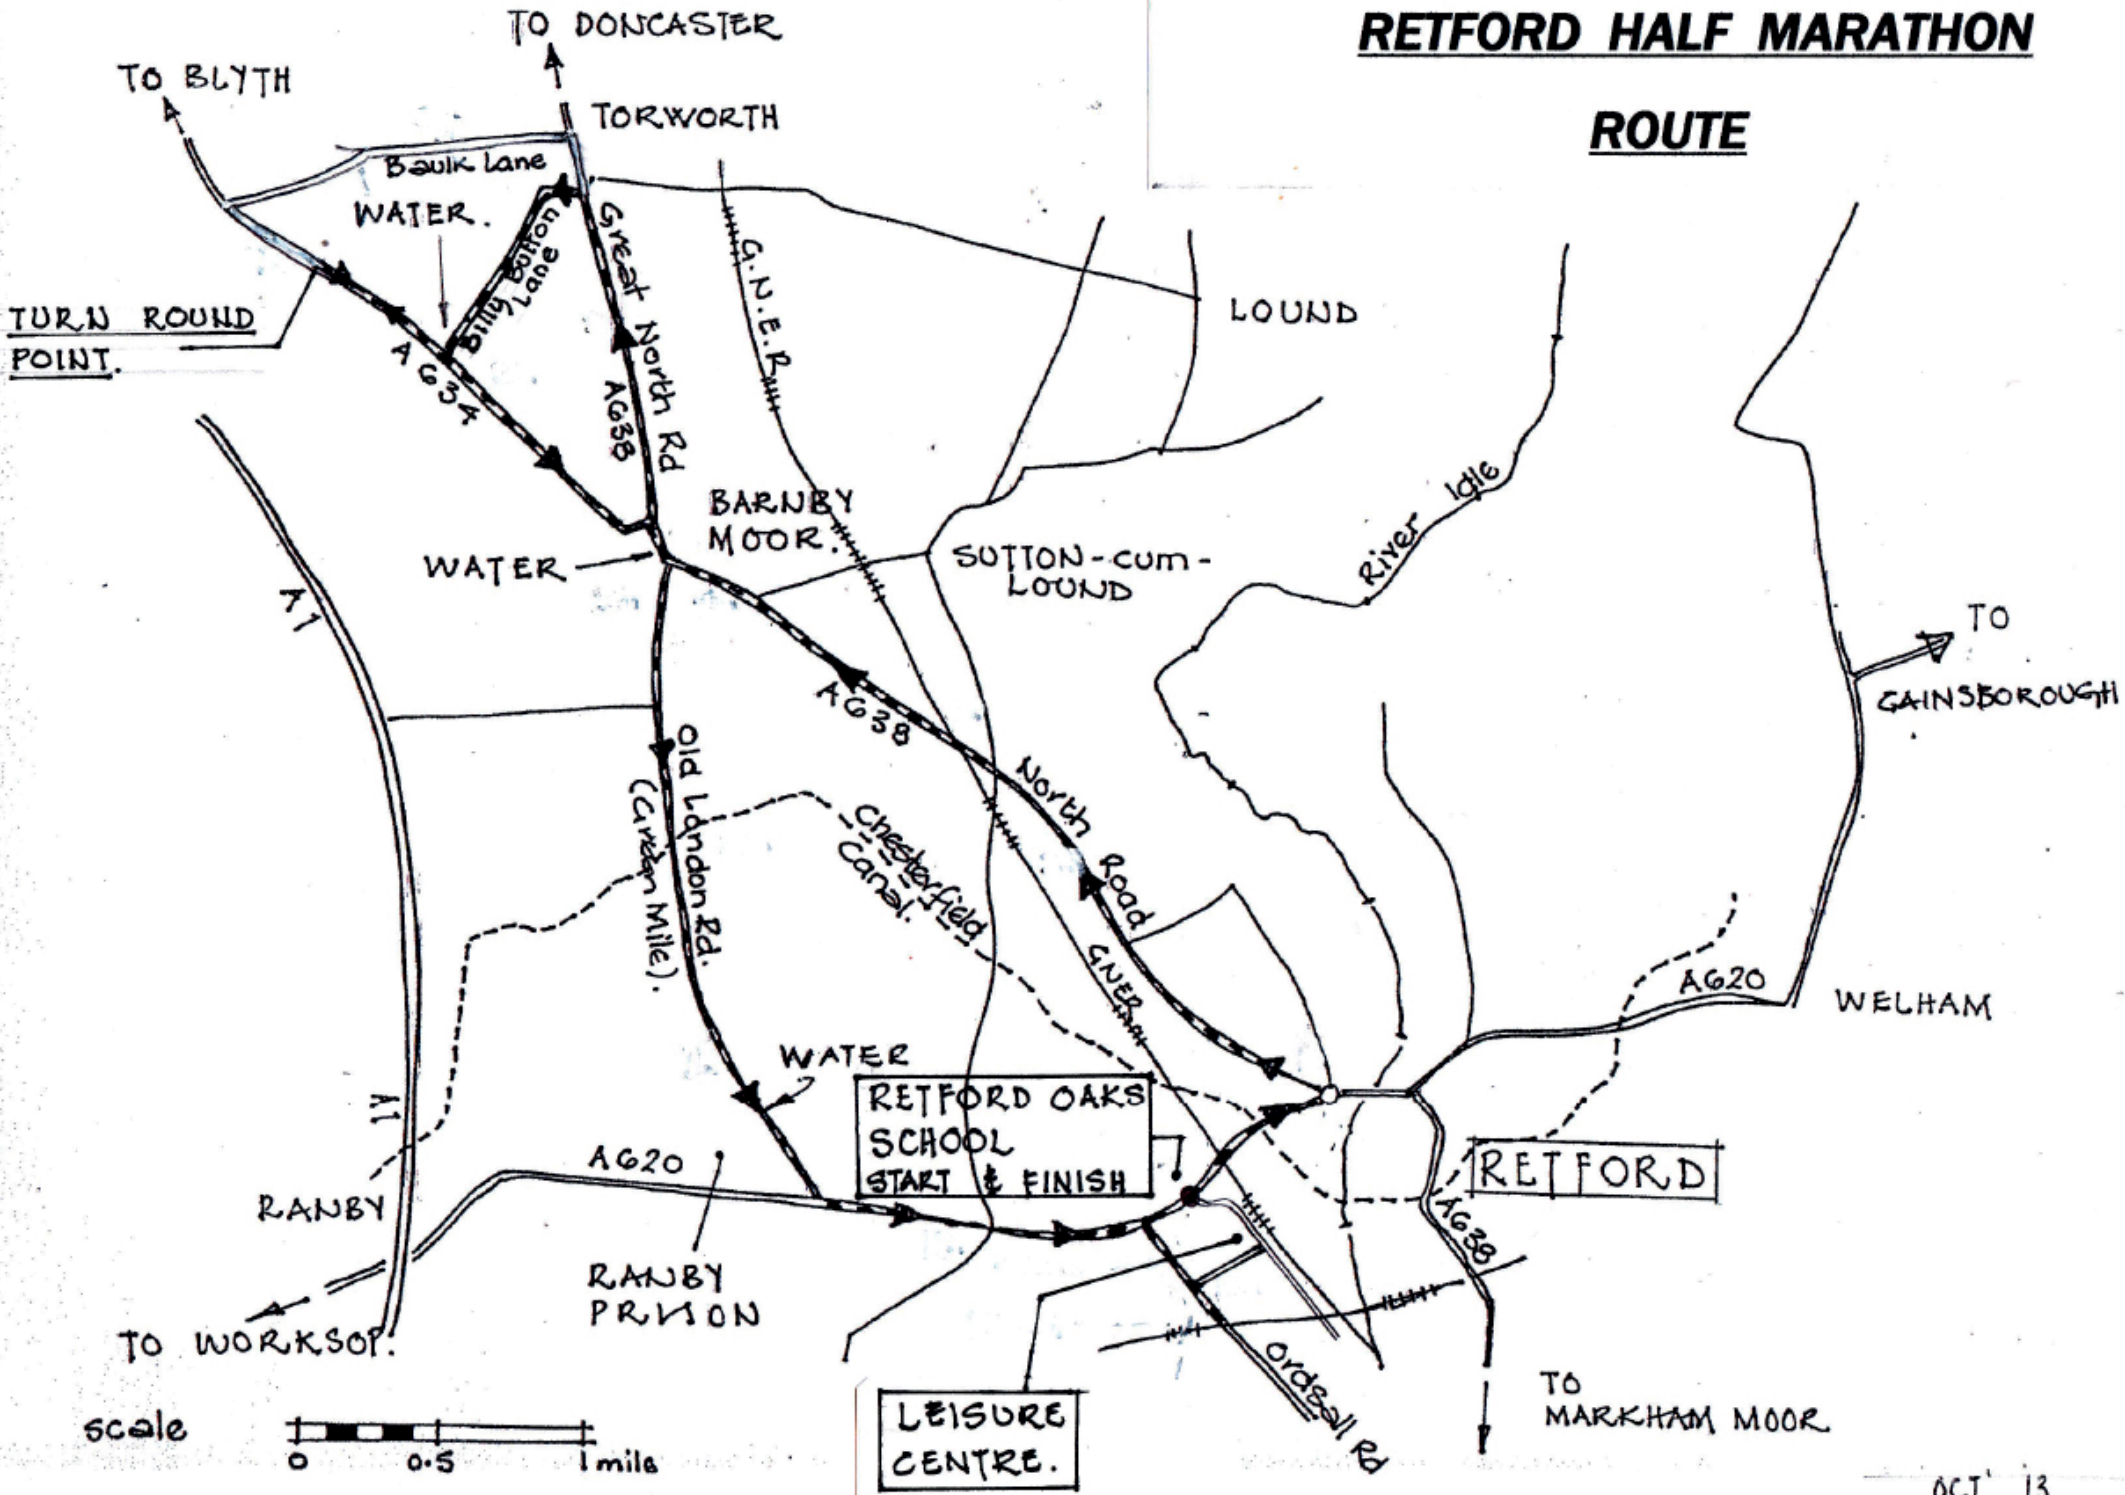 RETFORD HALF MARATHON
ROUTE
TO DONCASTER
TO BLYTH
TORWORTH
Baulk Lane
WATER.
Billy Button
Lane
Great North Rd
A638
G.N.E.R
LOUND
TURN ROUND
POINT.
A634
BARNBY
MOOR.
WATER
SUTTON-cum-
LOUND
River Idle
A1
TO
GAINSBOROUGH
A638
North
Road
Old London Rd.
(Green Mile).
Chesterfield
Canal.
GNER
A620
WELHAM
WATER
RETFORD OAKS
SCHOOL
START & FINISH
A1
A620
RETFORD
RANBY
A638
RANBY
PRISON
TO WORKSOP.
Ordsall Rd
TO
MARKHAM MOOR
LEISURE
CENTRE.
scale
0 0.5 1 mile
OCT' 13